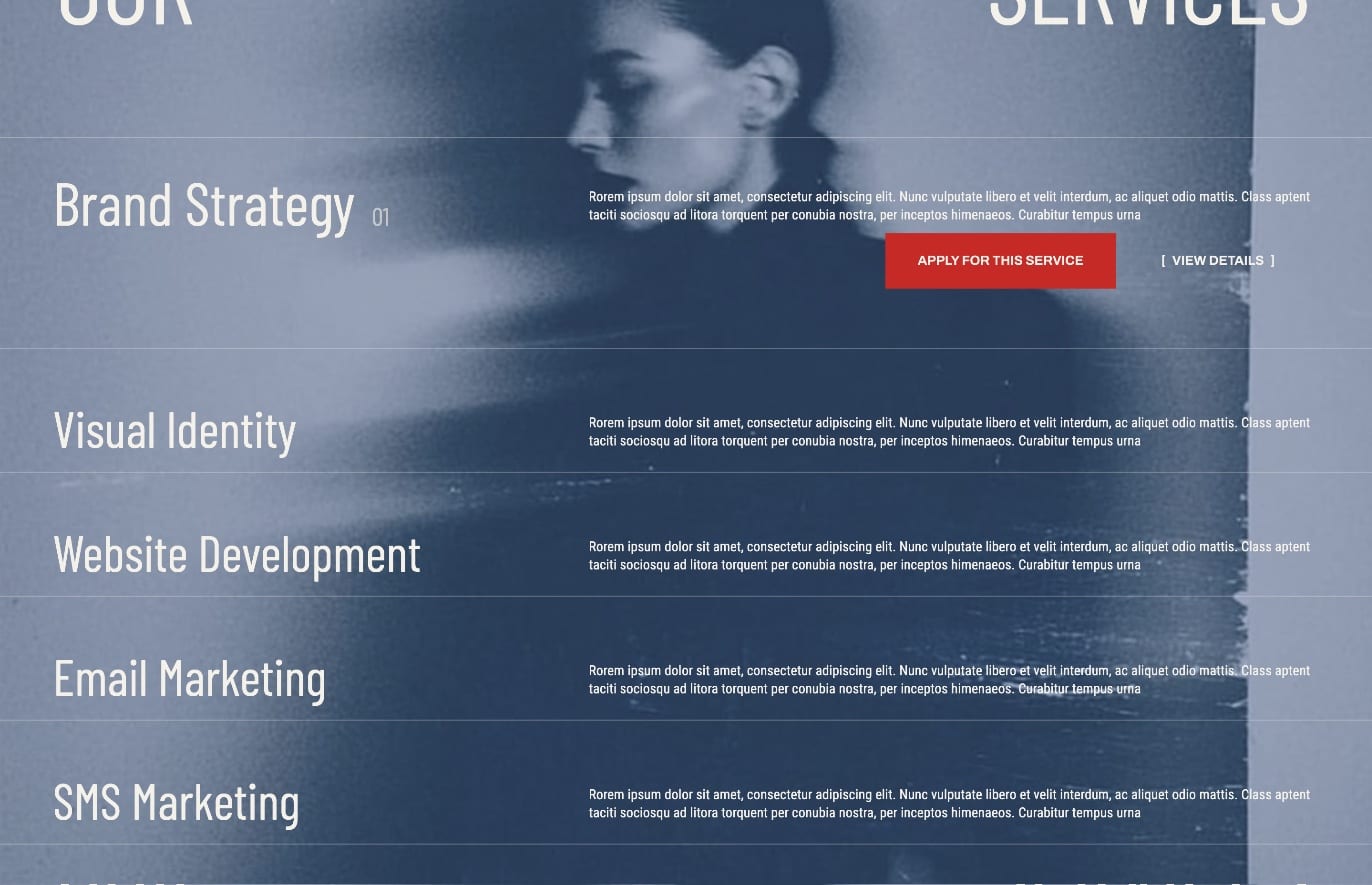 OUR SERVICES
Brand Strategy 01
Rorem ipsum dolor sit amet, consectetur adipiscing elit. Nunc vulputate libero et velit interdum, ac aliquet odio mattis. Class aptent
taciti sociosqu ad litora torquent per conubia nostra, per inceptos himenaeos. Curabitur tempus urna
APPLY FOR THIS SERVICE [ VIEW DETAILS ]
Visual Identity
Rorem ipsum dolor sit amet, consectetur adipiscing elit. Nunc vulputate libero et velit interdum, ac aliquet odio mattis. Class aptent
taciti sociosqu ad litora torquent per conubia nostra, per inceptos himenaeos. Curabitur tempus urna
Website Development
Rorem ipsum dolor sit amet, consectetur adipiscing elit. Nunc vulputate libero et velit interdum, ac aliquet odio mattis. Class aptent
taciti sociosqu ad litora torquent per conubia nostra, per inceptos himenaeos. Curabitur tempus urna
Email Marketing
Rorem ipsum dolor sit amet, consectetur adipiscing elit. Nunc vulputate libero et velit interdum, ac aliquet odio mattis. Class aptent
taciti sociosqu ad litora torquent per conubia nostra, per inceptos himenaeos. Curabitur tempus urna
SMS Marketing
Rorem ipsum dolor sit amet, consectetur adipiscing elit. Nunc vulputate libero et velit interdum, ac aliquet odio mattis. Class aptent
taciti sociosqu ad litora torquent per conubia nostra, per inceptos himenaeos. Curabitur tempus urna